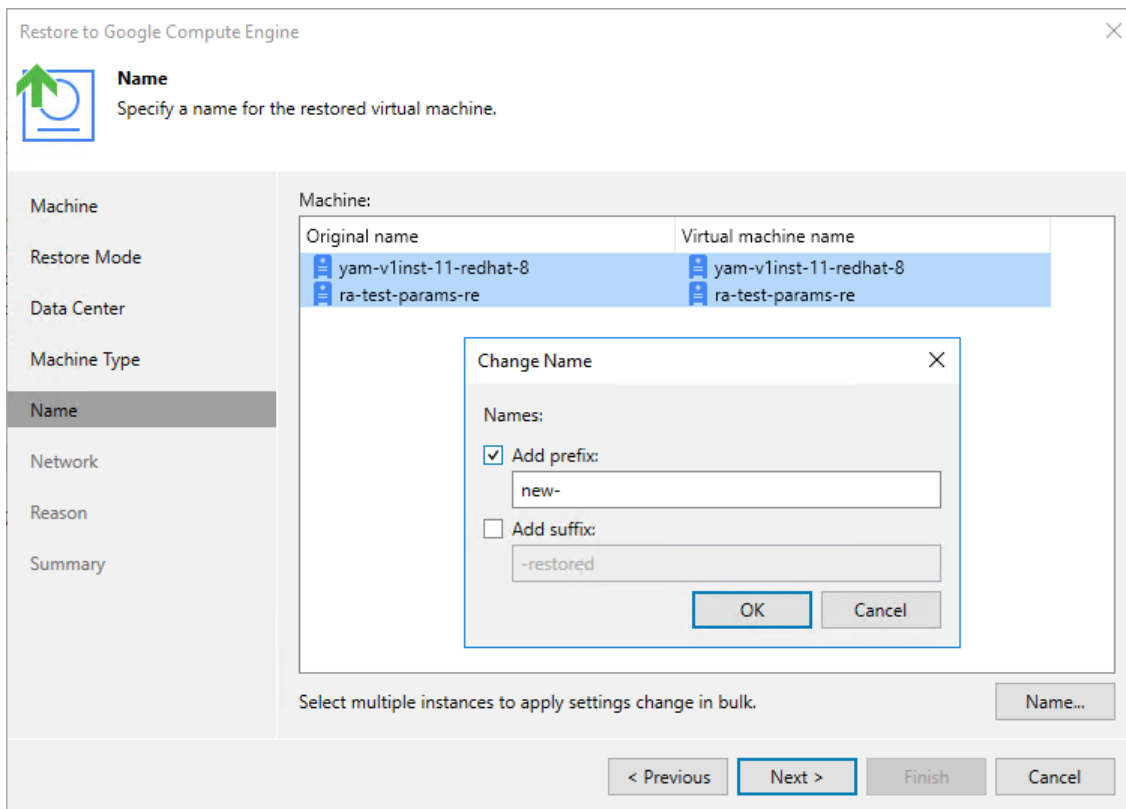 Restore to Google Compute Engine
Name
Specify a name for the restored virtual machine.
Machine
Restore Mode
Data Center
Machine Type
Name
Network
Reason
Summary
Machine:
Original name Virtual machine name
yam-v1inst-11-redhat-8 yam-v1inst-11-redhat-8
ra-test-params-re ra-test-params-re
Change Name
Names:
Add prefix:
new-
Add suffix:
-restored
OK Cancel
Select multiple instances to apply settings change in bulk. Name...
< Previous Next > Finish Cancel